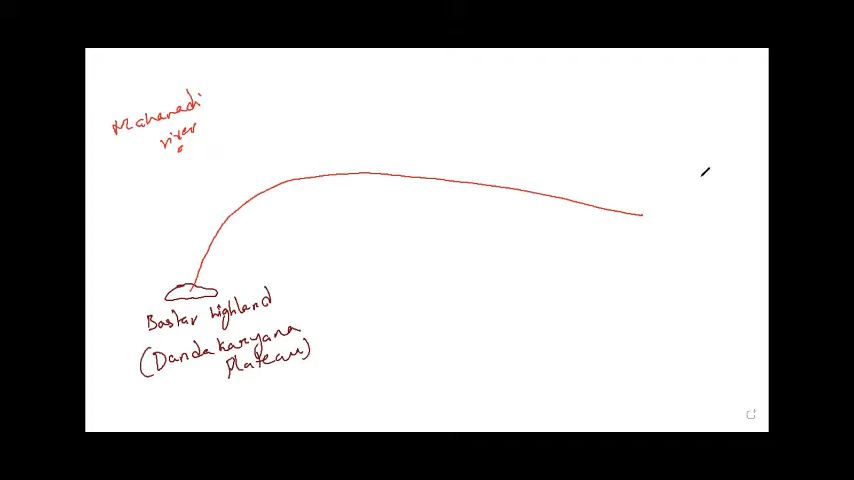 Mahanadi
river
Bastar highland
(Dandakaryana
Plateau)